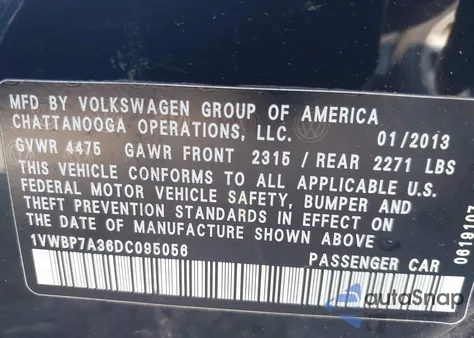 MFD BY VOLKSWAGEN GROUP OF AMERICA
CHATTANOOGA OPERATIONS, LLC. 01/2013
GVWR 4475 GAWR FRONT 2315 / REAR 2271 LBS
THIS VEHICLE CONFORMS TO ALL APPLICABLE U.S.
FEDERAL MOTOR VEHICLE SAFETY, BUMPER AND
THEFT PREVENTION STANDARDS IN EFFECT ON
THE DATE OF MANUFACTURE SHOWN ABOVE
1VWBP7A36DC095056 PASSENGER CAR
0619107
autoSnap